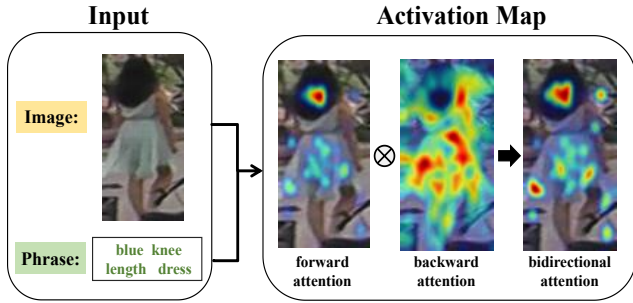 Input
Activation Map
Image:
Phrase:
blue knee
length dress
forward
attention
backward
attention
bidirectional
attention